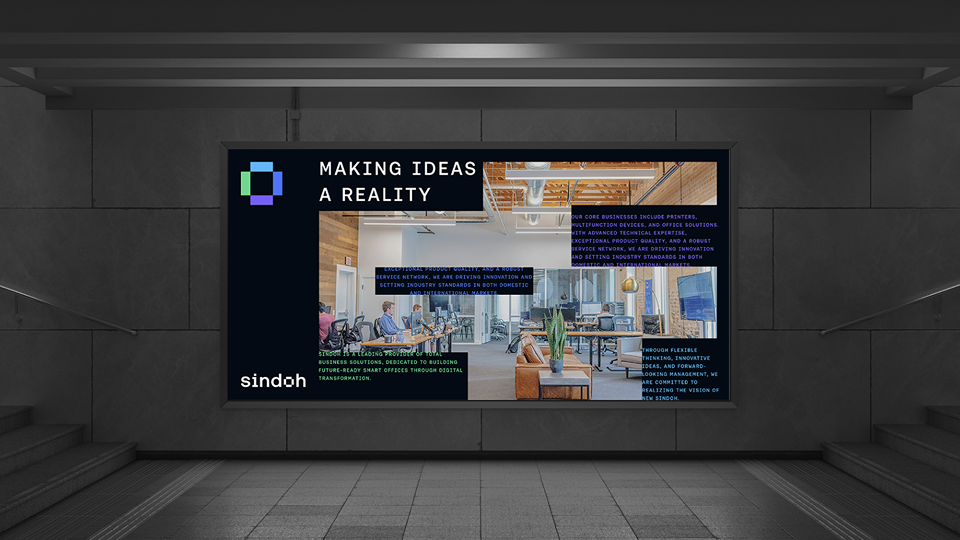 MAKING IDEAS
A REALITY
OUR CORE BUSINESSES INCLUDE PRINTERS,
MULTIFUNCTION DEVICES, AND OFFICE SOLUTIONS.
WITH ADVANCED TECHNICAL EXPERTISE,
EXCEPTIONAL PRODUCT QUALITY, AND A ROBUST
SERVICE NETWORK, WE ARE DRIVING INNOVATION
AND SETTING INDUSTRY STANDARDS IN BOTH
DOMESTIC AND INTERNATIONAL MARKETS.
EXCEPTIONAL PRODUCT QUALITY, AND A ROBUST
SERVICE NETWORK, WE ARE DRIVING INNOVATION AND
SETTING INDUSTRY STANDARDS IN BOTH DOMESTIC
AND INTERNATIONAL MARKETS.
SINDOH IS A LEADING PROVIDER OF TOTAL
BUSINESS SOLUTIONS, DEDICATED TO BUILDING
FUTURE-READY SMART OFFICES THROUGH DIGITAL
TRANSFORMATION.
THROUGH FLEXIBLE
THINKING, INNOVATIVE
IDEAS, AND FORWARD-
LOOKING MANAGEMENT, WE
ARE COMMITTED TO
REALIZING THE VISION OF
NEW SINDOH.
sindoh